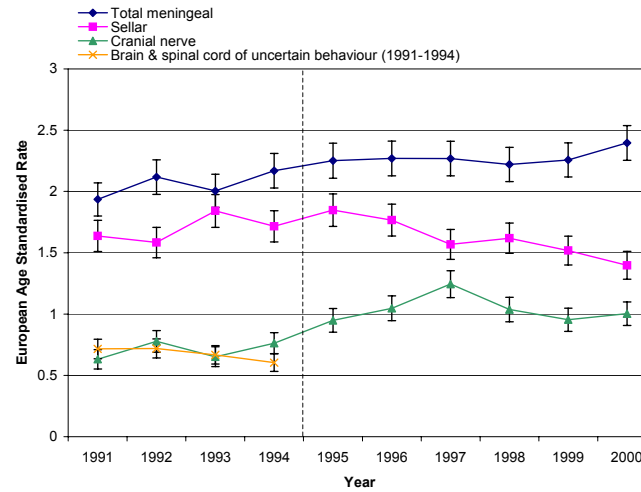 Total meningeal
Sellar
Cranial nerve
Brain & spinal cord of uncertain behaviour (1991-1994)
3
2.5
2
1.5
1
0.5
0
European Age Standardised Rate
1991 1992 1993 1994 1995 1996 1997 1998 1999 2000
Year